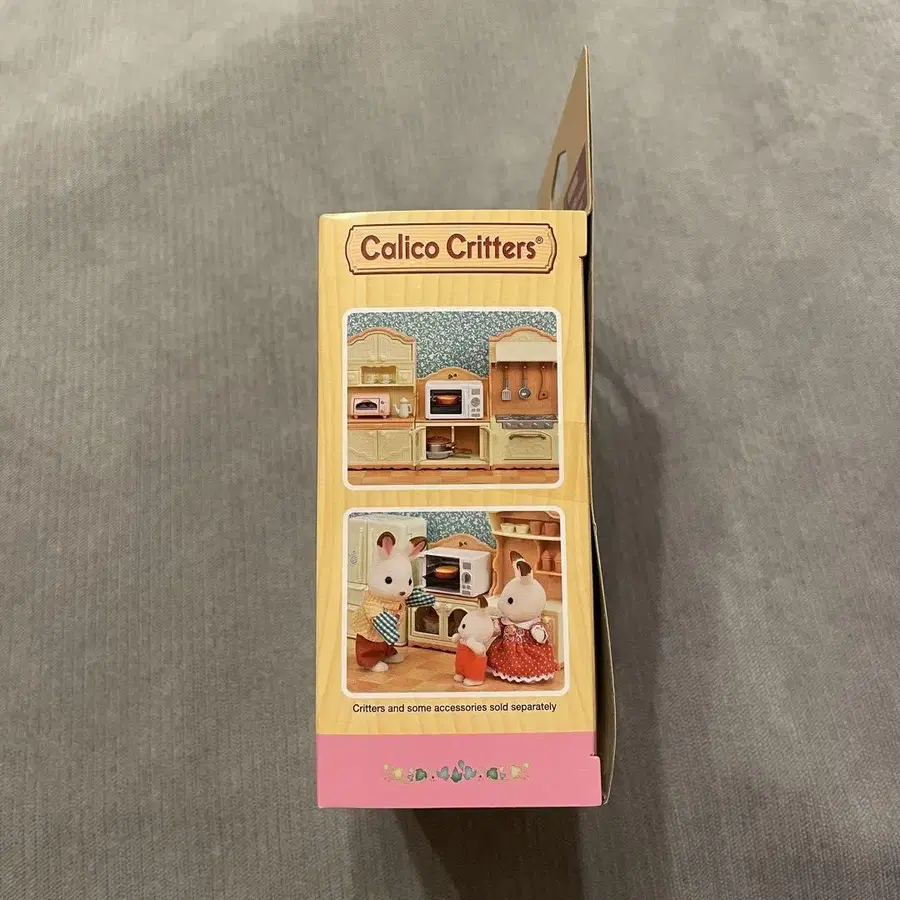 Calico Critters®
Critters and some accessories sold separately